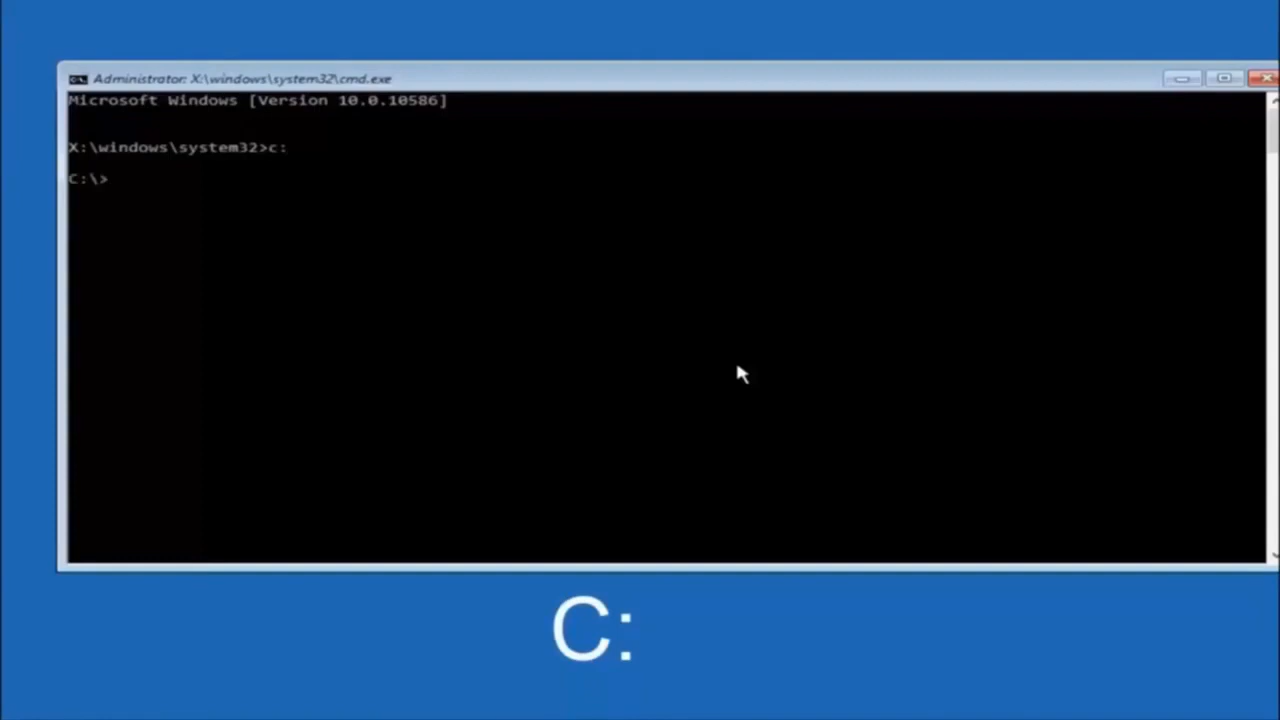 Administrator: X:\windows\system32\cmd.exe
Microsoft Windows [Version 10.0.10586]
X:\windows\system32>c:
C:\>
C: